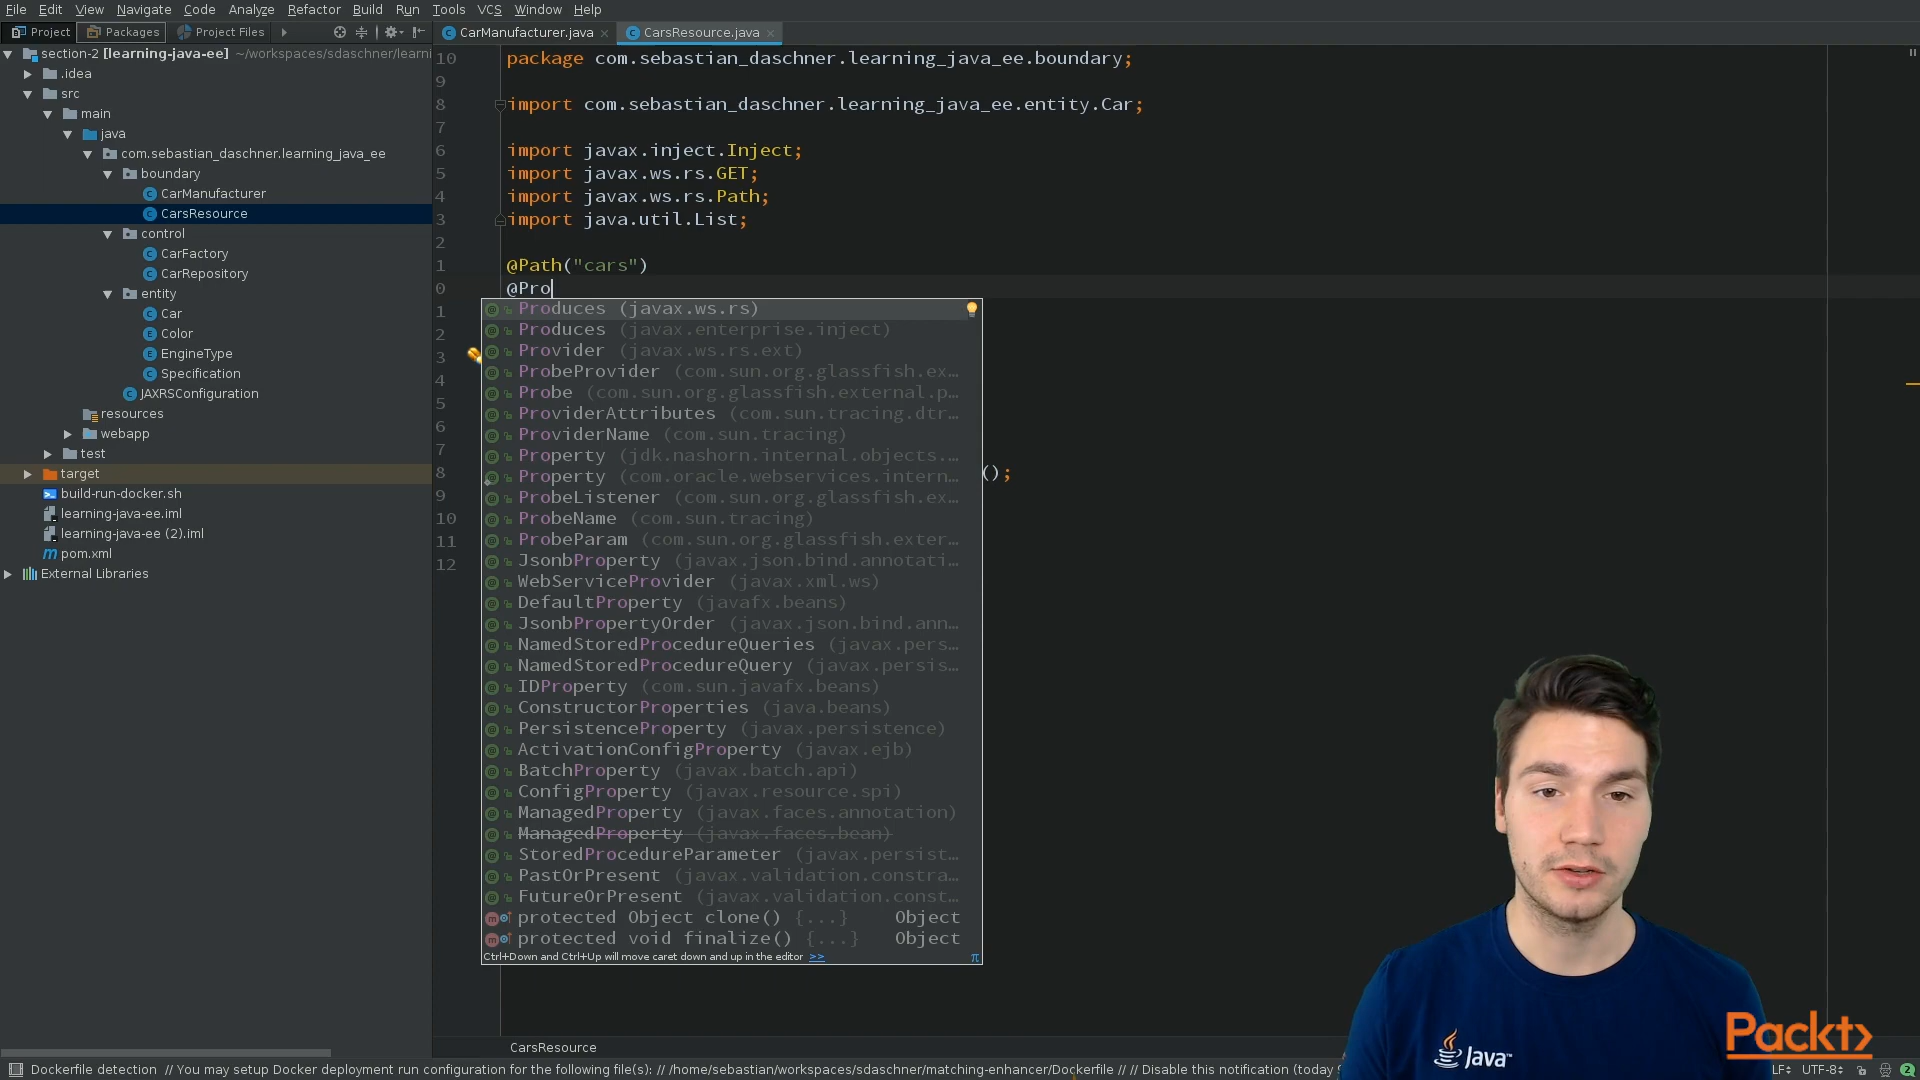 File Edit View Navigate Code Analyze Refactor Build Run Tools VCS Window Help
Project Packages Project Files
CarManufacturer.java CarsResource.java
section-2 [learning-java-ee] ~/workspaces/sdaschner/learni
.idea
src
main
java
com.sebastian_daschner.learning_java_ee
boundary
CarManufacturer
CarsResource
control
CarFactory
CarRepository
entity
Car
Color
EngineType
Specification
JAXRSConfiguration
resources
webapp
test
target
build-run-docker.sh
learning-java-ee.iml
learning-java-ee (2).iml
pom.xml
External Libraries
10 package com.sebastian_daschner.learning_java_ee.boundary;
9
8 import com.sebastian_daschner.learning_java_ee.entity.Car;
7
6 import javax.inject.Inject;
5 import javax.ws.rs.GET;
4 import javax.ws.rs.Path;
3 import java.util.List;
2
1 @Path("cars")
0 @Pro
1
2
3
4
5
6
7
8 ();
9
10
11
12
Produces (javax.ws.rs)
Produces (javax.enterprise.inject)
Provider (javax.ws.rs.ext)
ProbeProvider (com.sun.org.glassfish.ex…
Probe (com.sun.org.glassfish.external.p…
ProviderAttributes (com.sun.tracing.dtr…
ProviderName (com.sun.tracing)
Property (jdk.nashorn.internal.objects.…
Property (com.oracle.webservices.intern…
ProbeListener (com.sun.org.glassfish.ex…
ProbeName (com.sun.tracing)
ProbeParam (com.sun.org.glassfish.exter…
JsonbProperty (javax.json.bind.annotati…
WebServiceProvider (javax.xml.ws)
DefaultProperty (javafx.beans)
JsonbPropertyOrder (javax.json.bind.ann…
NamedStoredProcedureQueries (javax.pers…
NamedStoredProcedureQuery (javax.persis…
IDProperty (com.sun.javafx.beans)
ConstructorProperties (java.beans)
PersistenceProperty (javax.persistence)
ActivationConfigProperty (javax.ejb)
BatchProperty (javax.batch.api)
ConfigProperty (javax.resource.spi)
ManagedProperty (javax.faces.annotation)
ManagedProperty (javax.faces.bean)
StoredProcedureParameter (javax.persist…
PastOrPresent (javax.validation.constra…
FutureOrPresent (javax.validation.const…
protected Object clone() {...} Object
protected void finalize() {...} Object
Ctrl+Down and Ctrl+Up will move caret down and up in the editor >> π
CarsResource
Java
Packt>
Dockerfile detection // You may setup Docker deployment run configuration for the following file(s): // /home/sebastian/workspaces/sdaschner/matching-enhancer/Dockerfile // // Disable this notification (today LF÷ UTF-8÷ 2